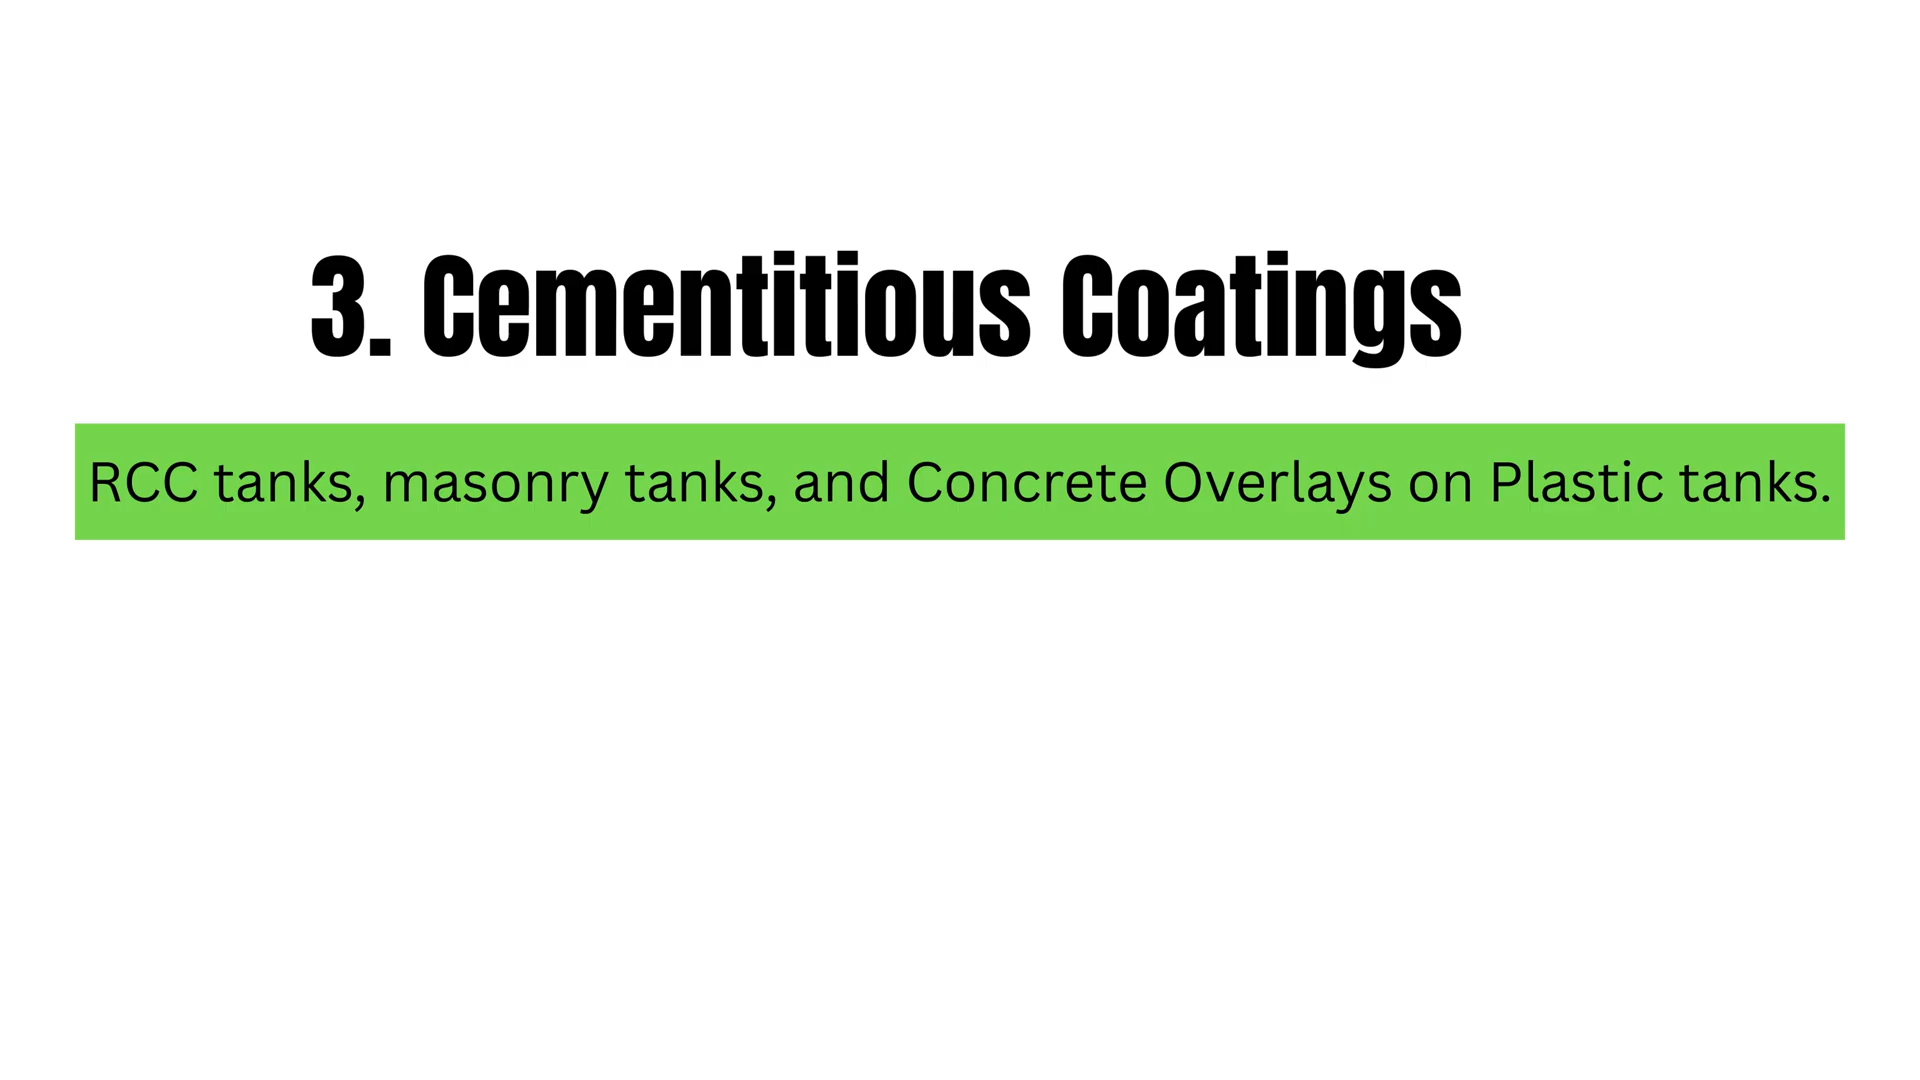 3. Cementitious Coatings
RCC tanks, masonry tanks, and Concrete Overlays on Plastic tanks.